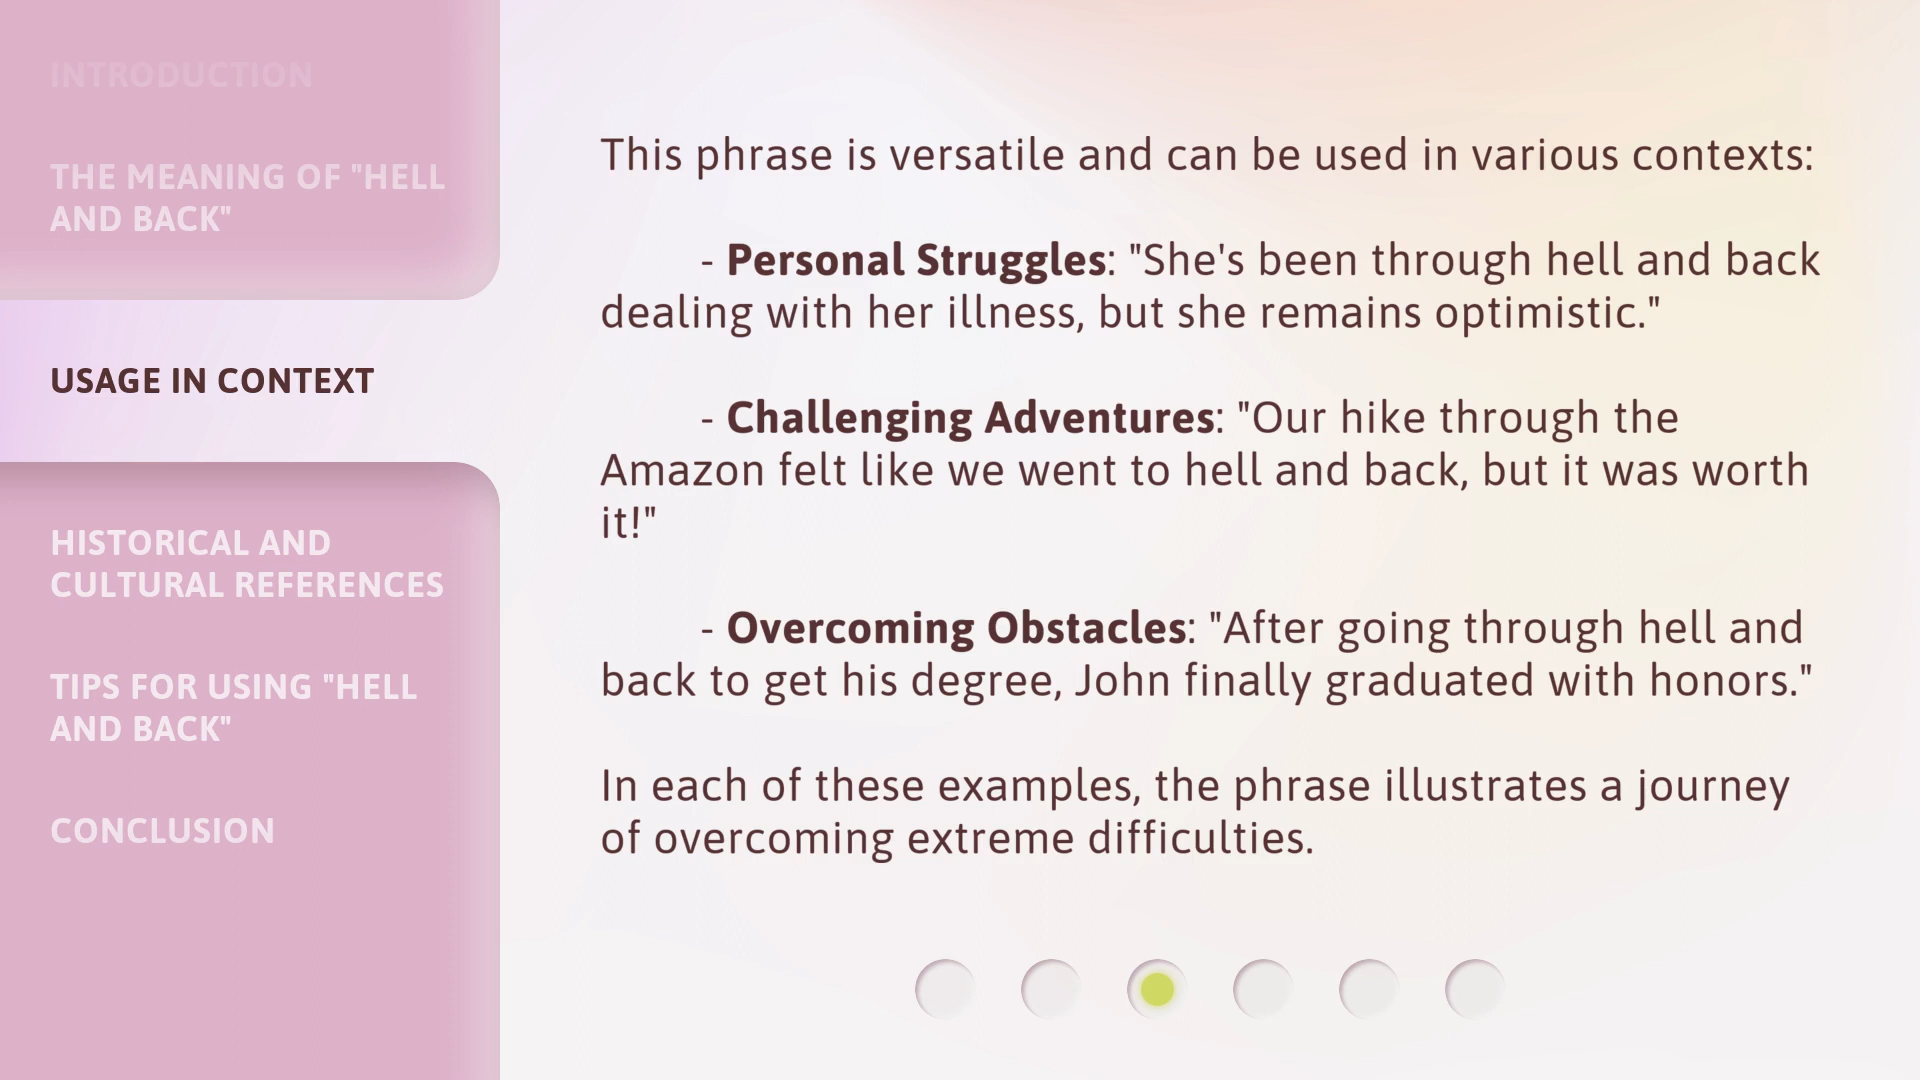 INTRODUCTION
THE MEANING OF "HELL
AND BACK"
USAGE IN CONTEXT
HISTORICAL AND
CULTURAL REFERENCES
TIPS FOR USING "HELL
AND BACK"
CONCLUSION
This phrase is versatile and can be used in various contexts:
- Personal Struggles: "She's been through hell and back
dealing with her illness, but she remains optimistic."
- Challenging Adventures: "Our hike through the
Amazon felt like we went to hell and back, but it was worth
it!"
- Overcoming Obstacles: "After going through hell and
back to get his degree, John finally graduated with honors."
In each of these examples, the phrase illustrates a journey
of overcoming extreme difficulties.